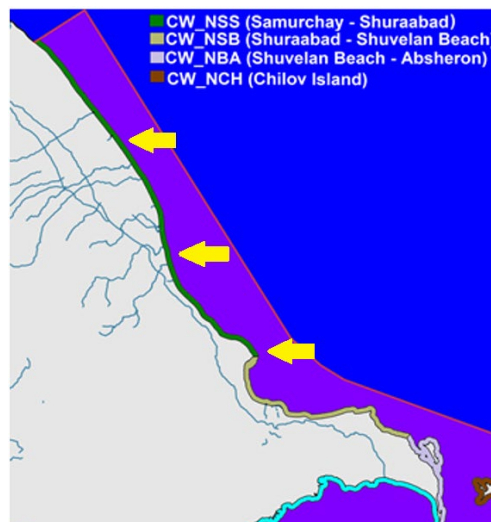 CW_NSS (Samurchay - Shuraabad)
CW_NSB (Shuraabad - Shuvelan Beach)
CW_NBA (Shuvelan Beach - Absheron)
CW_NCH (Chilov Island)